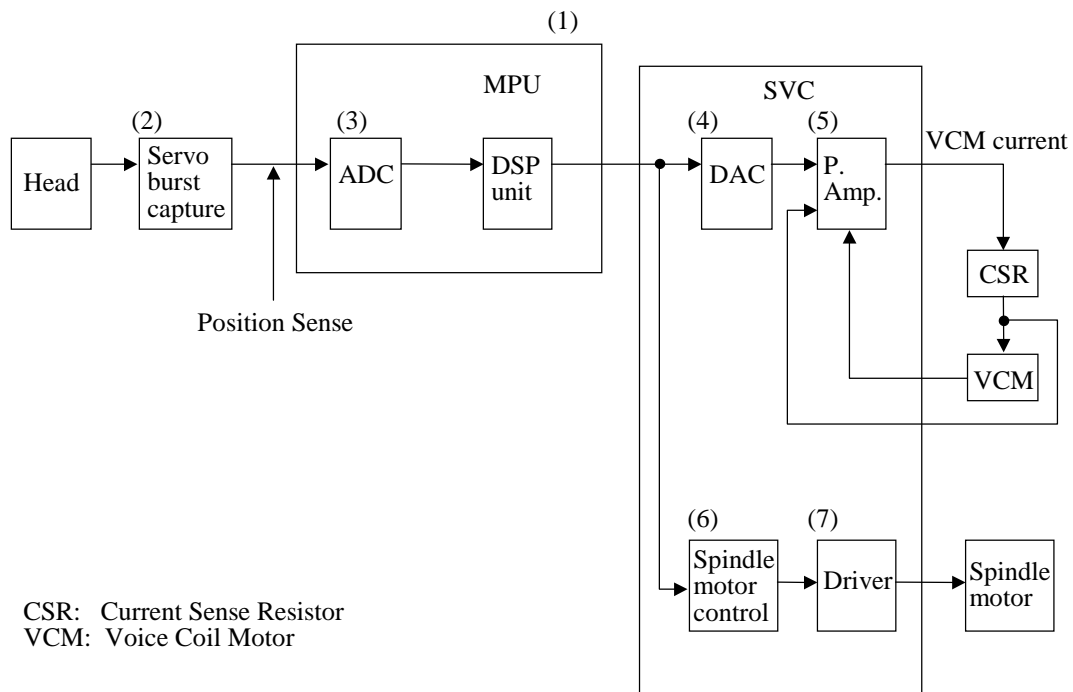 (1)
MPU
SVC
(2)
(3)
(4)
(5)
VCM current
Head
Servo
burst
capture
ADC
DSP
unit
DAC
P.
Amp.
CSR
Position Sense
VCM
(6)
(7)
Spindle
motor
control
Driver
Spindle
motor
CSR: Current Sense Resistor
VCM: Voice Coil Motor